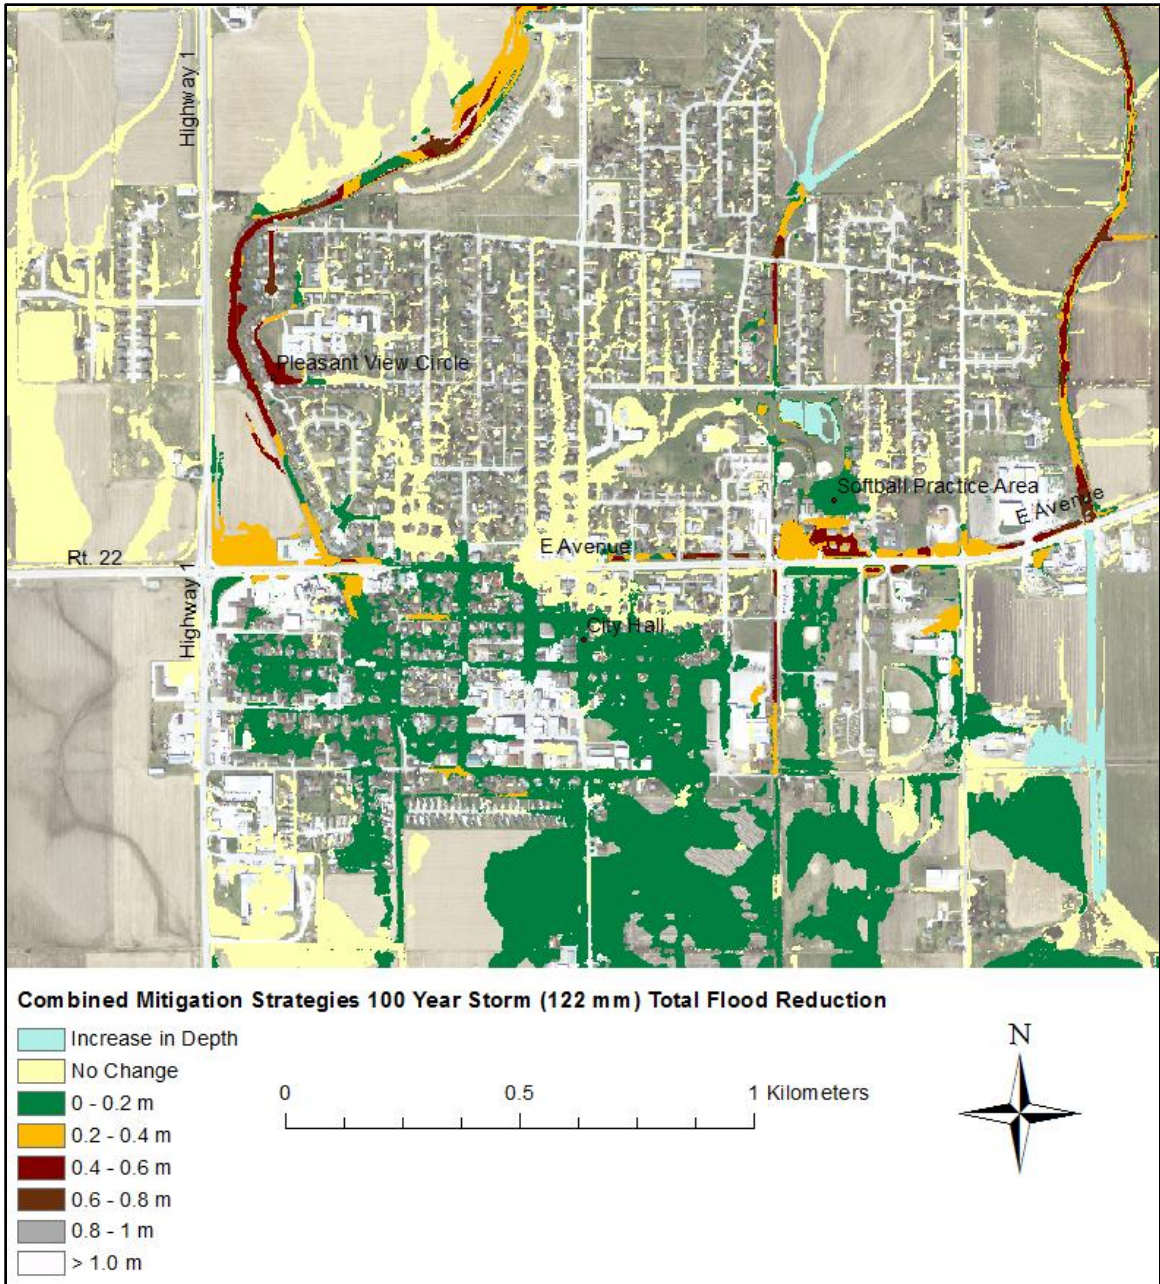 Highway 1
Pleasant View Circle
Softball Practice Area
E Avenue
E Avenue
Rt. 22
Highway 1
City Hall
Combined Mitigation Strategies 100 Year Storm (122 mm) Total Flood Reduction
Increase in Depth
No Change
0 - 0.2 m
0.2 - 0.4 m
0.4 - 0.6 m
0.6 - 0.8 m
0.8 - 1 m
> 1.0 m
0 0.5 1 Kilometers
N